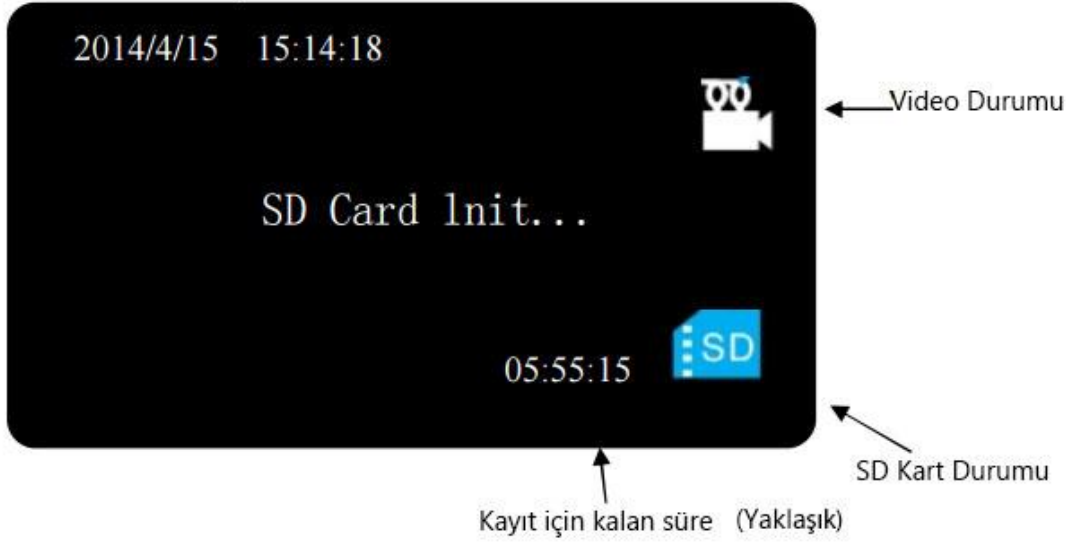 2014/4/15 15:14:18
Video Durumu
SD Card lnit...
SD
05:55:15
SD Kart Durumu
Kayıt için kalan süre (Yaklaşık)